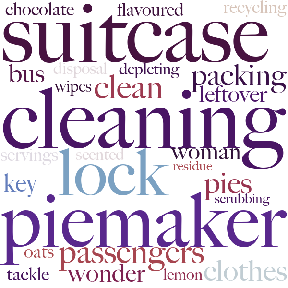 chocolate flavoured recycling
suitcase
bus disposal depleting packing
wipes clean leftover
cleaning
servings scented woman
key lock residue pies
scrubbing
piemaker
oats passengers
tackle wonder lemon clothes